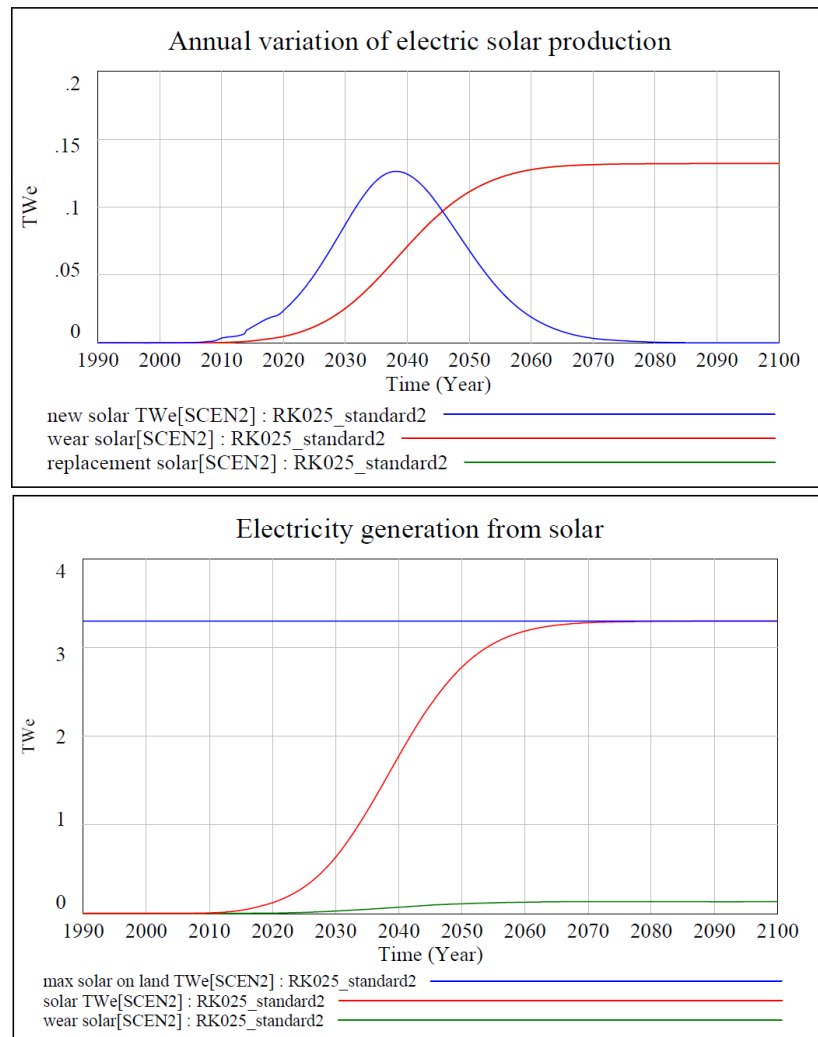 Annual variation of electric solar production
.2
.15
.1
.05
0
TWe
1990 2000 2010 2020 2030 2040 2050 2060 2070 2080 2090 2100
Time (Year)
new solar TWe[SCEN2] : RK025_standard2
wear solar[SCEN2] : RK025_standard2
replacement solar[SCEN2] : RK025_standard2
Electricity generation from solar
4
3
2
1
0
TWe
1990 2000 2010 2020 2030 2040 2050 2060 2070 2080 2090 2100
Time (Year)
max solar on land TWe[SCEN2] : RK025_standard2
solar TWe[SCEN2] : RK025_standard2
wear solar[SCEN2] : RK025_standard2